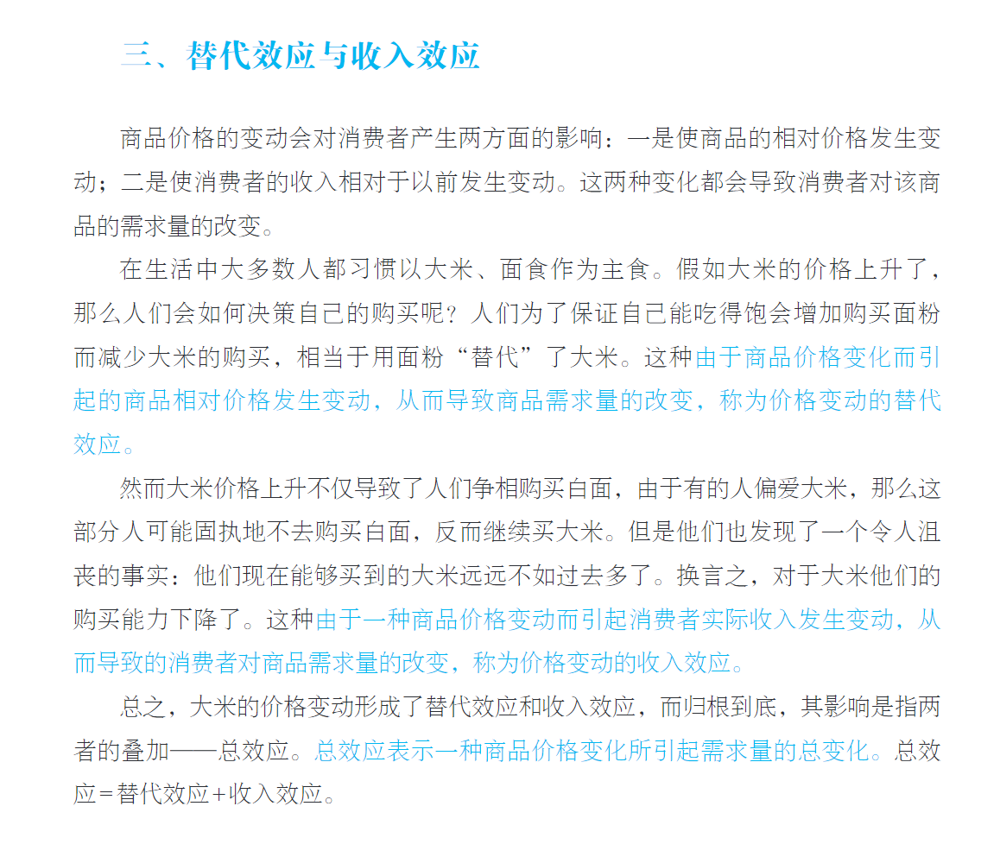 三、替代效应与收入效应
商品价格的变动会对消费者产生两方面的影响：一是使商品的相对价格发生变
动；二是使消费者的收入相对于以前发生变动。这两种变化都会导致消费者对该商
品的需求量的改变。
在生活中大多数人都习惯以大米、面食作为主食。假如大米的价格上升了，
那么人们会如何决策自己的购买呢？人们为了保证自己能吃得饱会增加购买面粉
而减少大米的购买，相当于用面粉“替代”了大米。这种由于商品价格变化而引
起的商品相对价格发生变动，从而导致商品需求量的改变，称为价格变动的替代
效应。
然而大米价格上升不仅导致了人们争相购买白面，由于有的人偏爱大米，那么这
部分人可能固执地不去购买白面，反而继续买大米。但是他们也发现了一个令人沮
丧的事实：他们现在能够买到的大米远远不如过去多了。换言之，对于大米他们的
购买能力下降了。这种由于一种商品价格变动而引起消费者实际收入发生变动，从
而导致的消费者对商品需求量的改变，称为价格变动的收入效应。
总之，大米的价格变动形成了替代效应和收入效应，而归根到底，其影响是指两
者的叠加——总效应。总效应表示一种商品价格变化所引起需求量的总变化。总效
应=替代效应+收入效应。